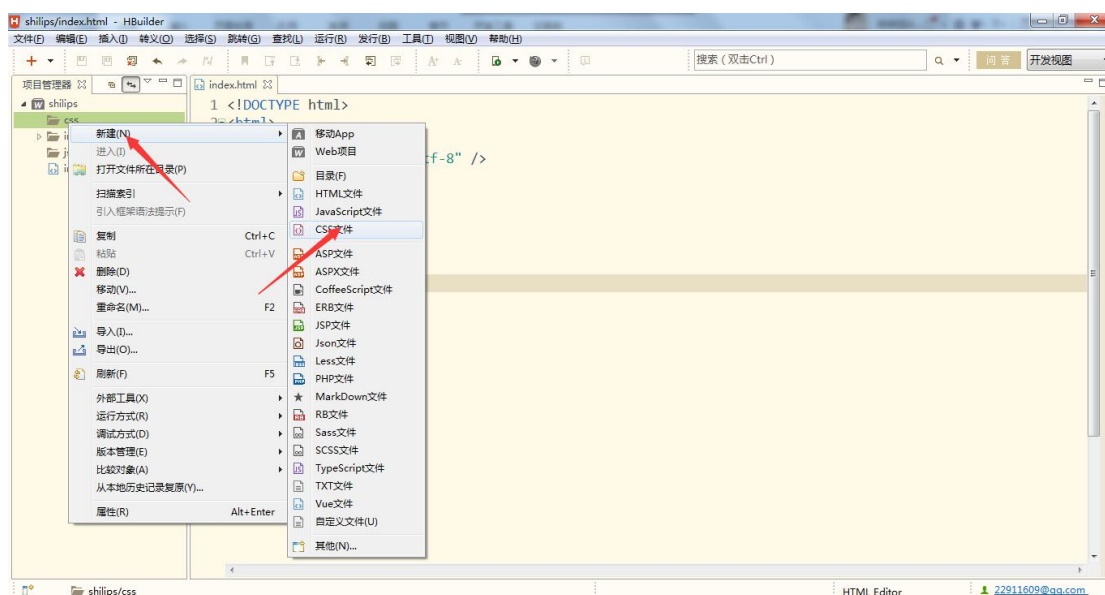 shilips/index.html - HBuilder
文件(F) 编辑(E) 插入(I) 转义(O) 选择(S) 跳转(G) 查找(L) 运行(R) 发行(B) 工具(T) 视图(V) 帮助(H)
搜索（双击Ctrl）
问答
开发视图
项目管理器
index.html
shilips
css
1 <!DOCTYPE html>
<html>
tf-8" />
新建(N)
进入(I)
打开文件所在目录(P)
扫描索引
引入框架语法提示(F)
复制 Ctrl+C
粘贴 Ctrl+V
删除(D)
移动(V)...
重命名(M)... F2
导入(I)...
导出(O)...
刷新(F) F5
外部工具(X)
运行方式(R)
调试方式(D)
版本管理(E)
比较对象(A)
从本地历史记录复原(Y)...
属性(R) Alt+Enter
移动App
Web项目
目录(F)
HTML文件
JavaScript文件
CSS文件
ASP文件
ASPX文件
CoffeeScript文件
ERB文件
JSP文件
Json文件
Less文件
PHP文件
MarkDown文件
RB文件
Sass文件
SCSS文件
TypeScript文件
TXT文件
Vue文件
自定义文件(U)
其他(N)...
shilips/css
HTML Editor
22911609@qq.com